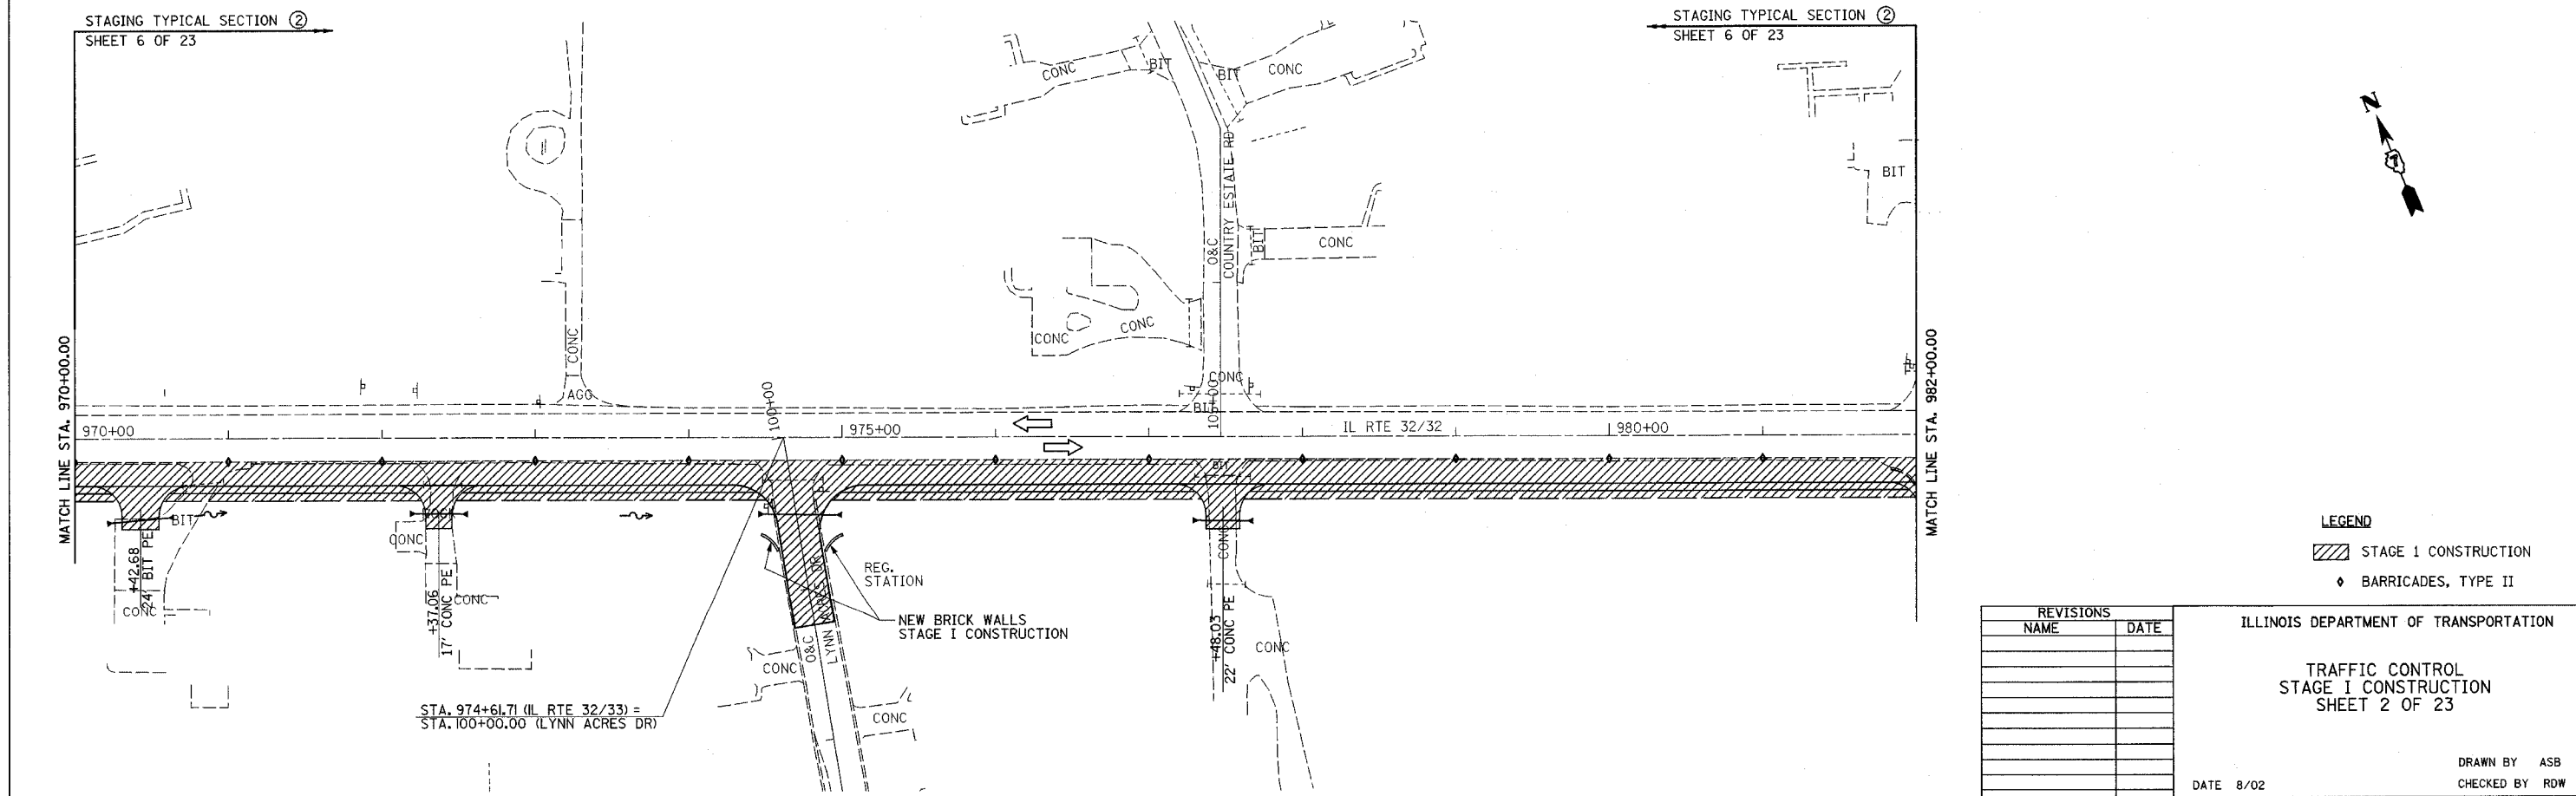 STAGING TYPICAL SECTION 2
SHEET 6 OF 23
STAGING TYPICAL SECTION 2
SHEET 6 OF 23
CONC
BIT
BIT
CONC
N
BIT
O&C
COUNTRY ESTATE RD
BIT
CONC
CONC
CONC
CONC
MATCH LINE STA. 970+00.00
MATCH LINE STA. 982+00.00
AGG
CONC
BIT
970+00
100+00
975+00
105+00
IL RTE 32/32
980+00
BIT
BIT
CONC
CONC
+42.68
24' BIT PE
CONC
+37.06
17' CONC PE
CONC
REG.
STATION
NEW BRICK WALLS
STAGE I CONSTRUCTION
O&C
LYNN ACRES DR
CONC
CONC
+48.03
22' CONC PE
CONC
STA. 974+61.71 (IL RTE 32/33) =
STA. 100+00.00 (LYNN ACRES DR)
LEGEND
STAGE 1 CONSTRUCTION
BARRICADES, TYPE II
REVISIONS
NAME DATE
ILLINOIS DEPARTMENT OF TRANSPORTATION
TRAFFIC CONTROL
STAGE I CONSTRUCTION
SHEET 2 OF 23
DATE 8/02
DRAWN BY ASB
CHECKED BY RDW